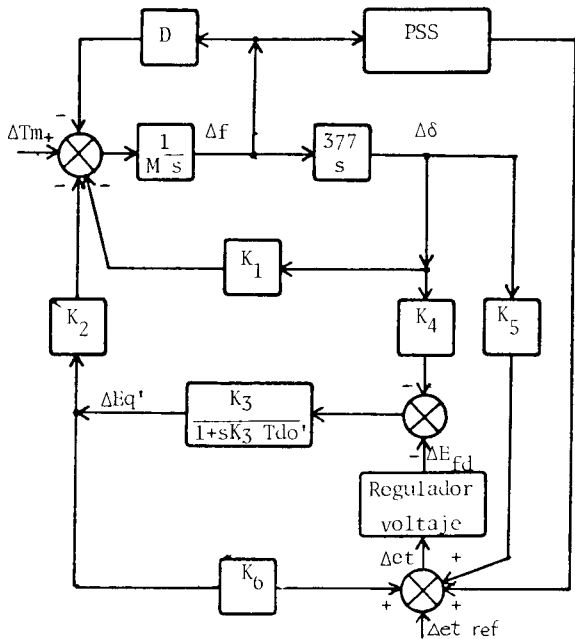 D
PSS
-
ΔTm +
1
M s
Δf
377
s
Δδ
- -
K1
K2
K4
K5
-
ΔEq'
K3
1+sK3 Tdo'
- ΔEfd
Regulador
voltaje
Δet
+
K6
+
+
Δet ref